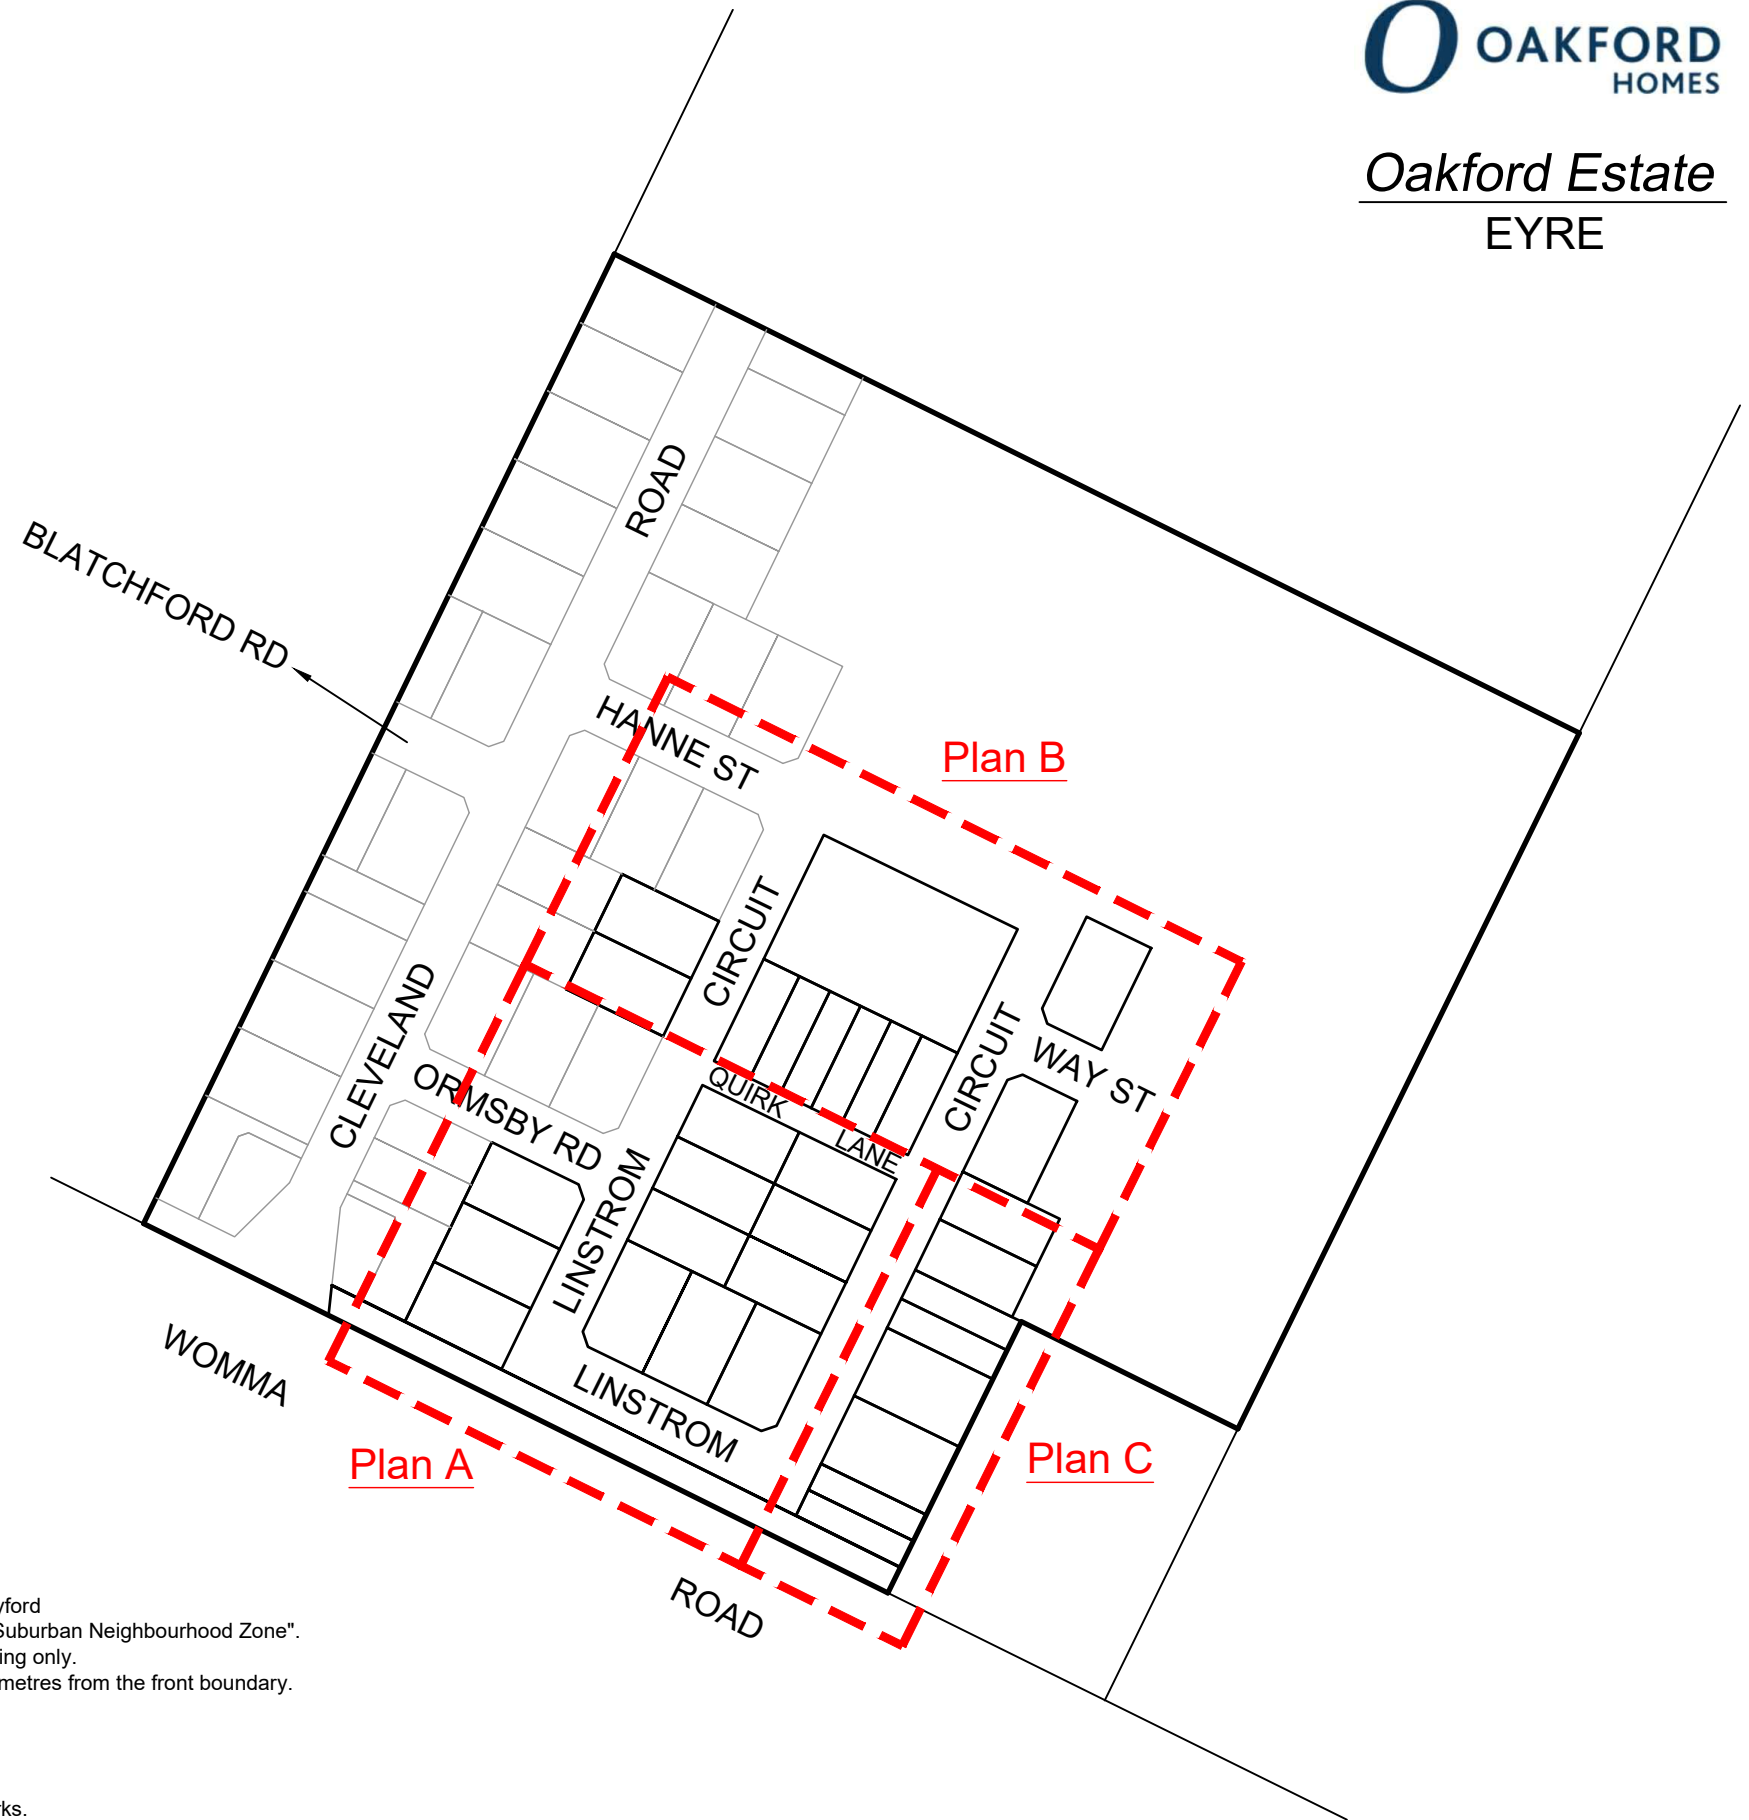 O OAKFORD
HOMES
Oakford Estate
EYRE
ROAD
BLATCHFORD RD
HANNE ST
Plan B
CIRCUIT
CLEVELAND
CIRCUIT
WAY ST
ORMSBY RD
QUIRK
LANE
LINSTROM
WOMMA
LINSTROM
Plan A
Plan C
ROAD
Suburban Neighbourhood Zone".
only.
metres from the front boundary.